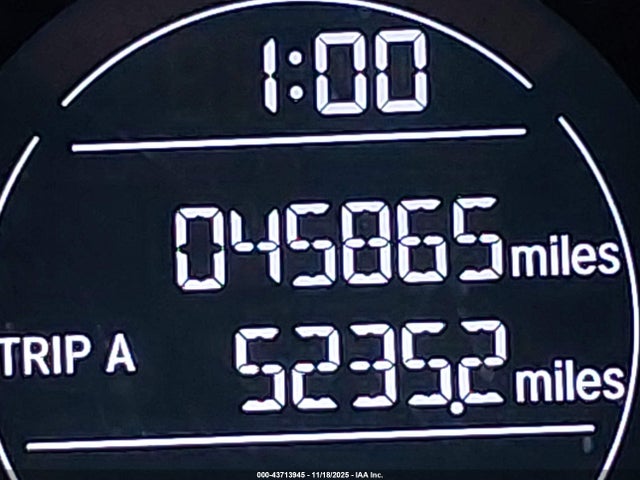 1:00
045865 miles
TRIP A 5235.2 miles
000-43713945 - 11/18/2025 - IAA Inc.